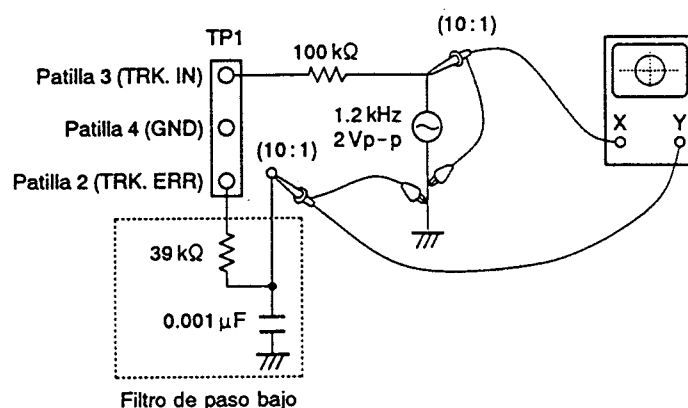 TP1
(10 : 1)
100 kΩ
Patilla 3 (TRK. IN)
Patilla 4 (GND)
1.2 kHz
2 Vp-p
X
Y
(10 : 1)
Patilla 2 (TRK. ERR)
39 kΩ
0.001 μF
Filtro de paso bajo